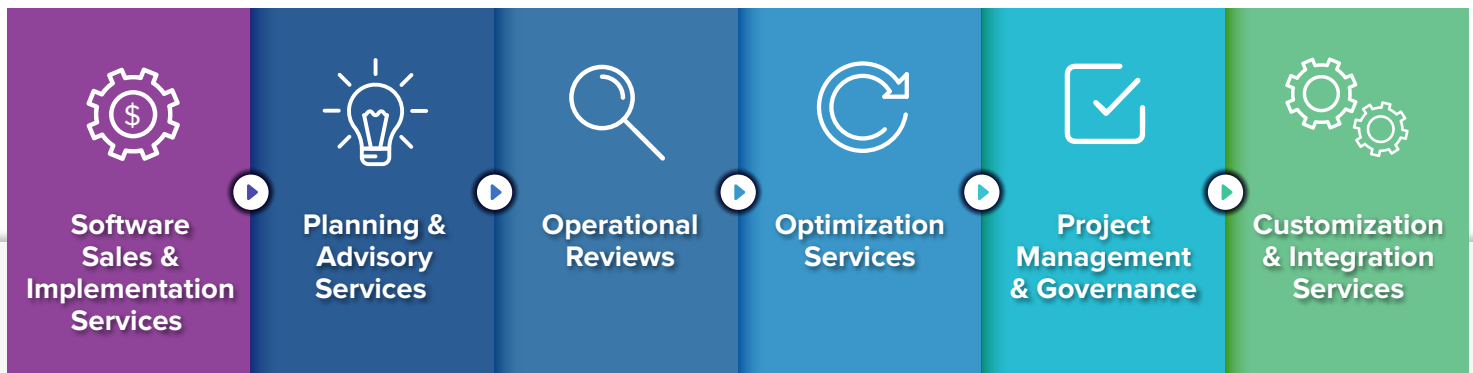 $
Software
Sales &
Implementation
Services
Planning &
Advisory
Services
Operational
Reviews
Optimization
Services
Project
Management
& Governance
Customization
& Integration
Services